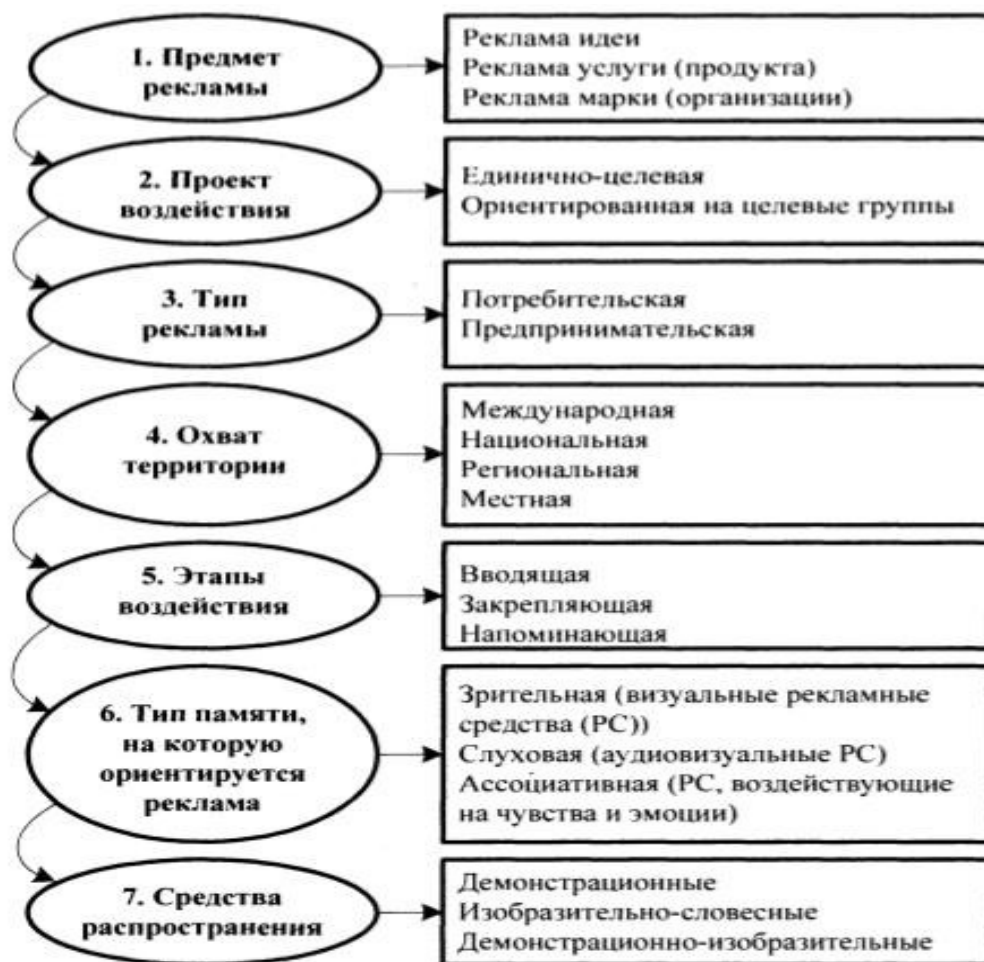 1. Предмет
рекламы
Реклама идеи
Реклама услуги (продукта)
Реклама марки (организации)
2. Проект
воздействия
Единично-целевая
Ориентированная на целевые группы
3. Тип
рекламы
Потребительская
Предпринимательская
4. Охват
территории
Международная
Национальная
Региональная
Местная
5. Этапы
воздействия
Вводящая
Закрепляющая
Напоминающая
6. Тип памяти,
на которую
ориентируется
реклама
Зрительная (визуальные рекламные
средства (РС))
Слуховая (аудиовизуальные РС)
Ассоциативная (РС, воздействующие
на чувства и эмоции)
7. Средства
распространения
Демонстрационные
Изобразительно-словесные
Демонстрационно-изобразительные